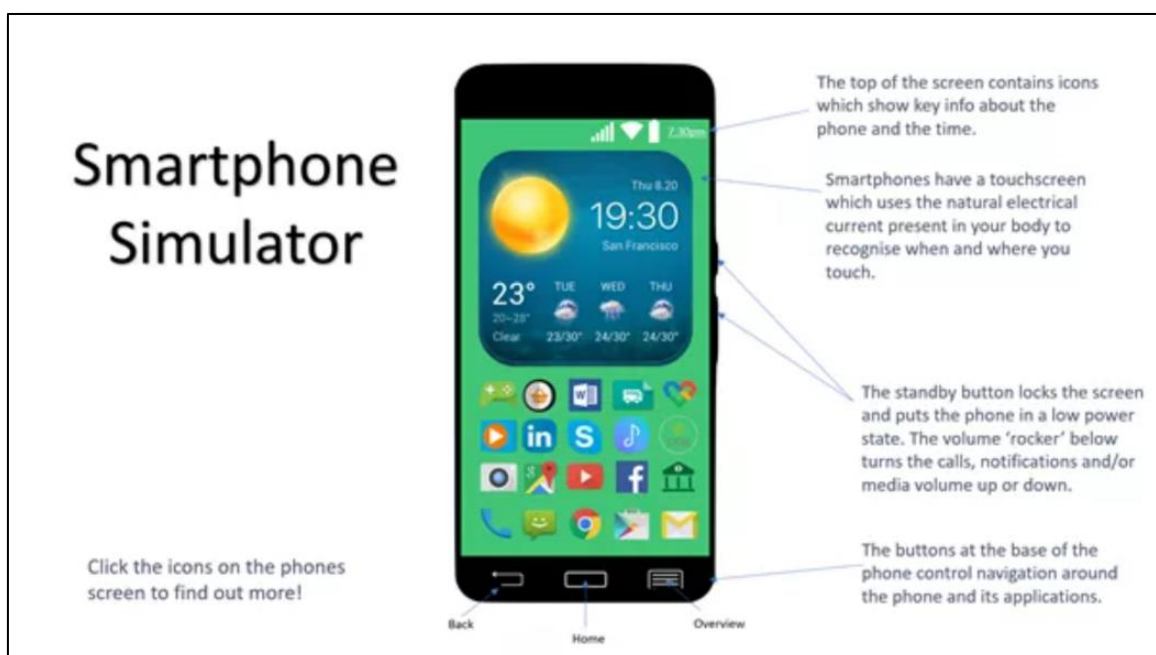 Smartphone
Simulator
Click the icons on the phones
screen to find out more!
7.30pm
Thu 8.20
19:30
San Francisco
23°
20~28°
Clear
TUE WED THU
23/30° 24/30° 24/30°
W
in
S
f
The top of the screen contains icons
which show key info about the
phone and the time.
Smartphones have a touchscreen
which uses the natural electrical
current present in your body to
recognise when and where you
touch.
The standby button locks the screen
and puts the phone in a low power
state. The volume ‘rocker’ below
turns the calls, notifications and/or
media volume up or down.
The buttons at the base of the
phone control navigation around
the phone and its applications.
Back
Home
Overview